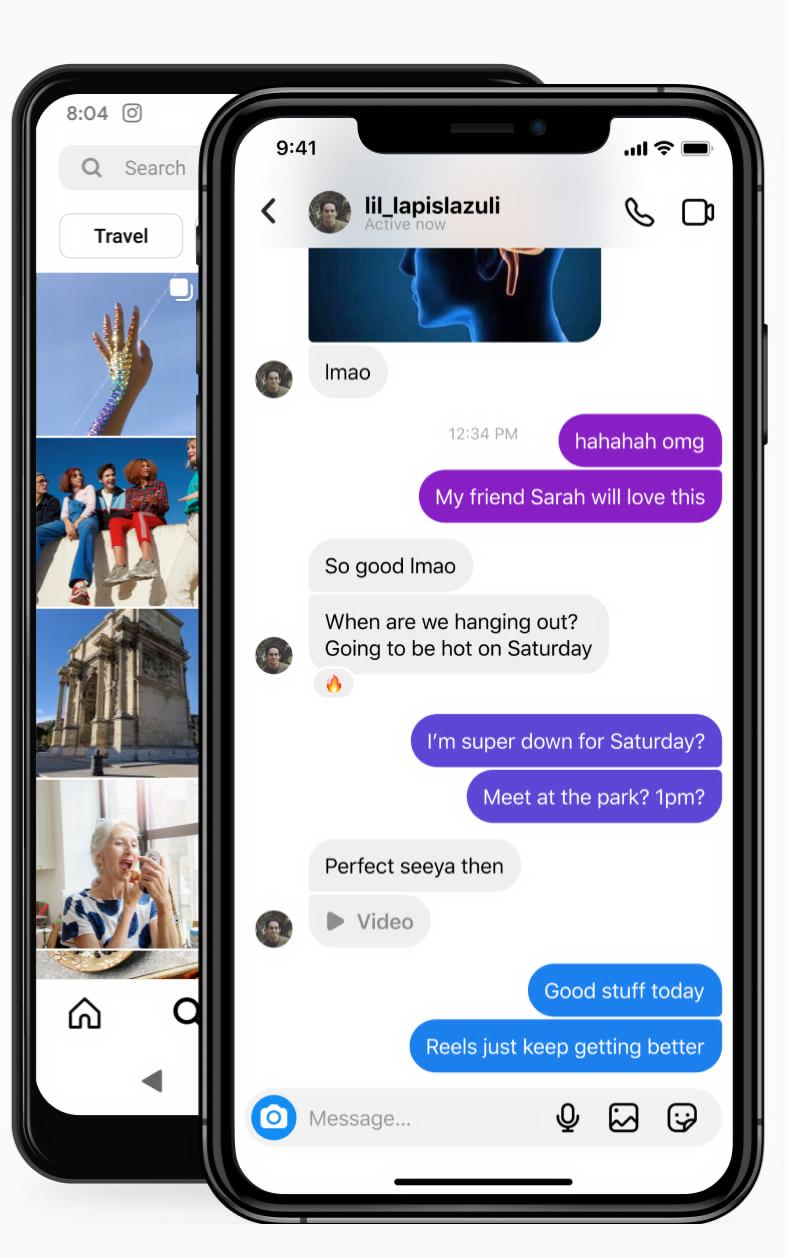 8:04
Search
Travel
9:41
lil_lapislazuli
Active now
lmao
12:34 PM
hahahah omg
My friend Sarah will love this
So good lmao
When are we hanging out?
Going to be hot on Saturday
🔥
I'm super down for Saturday?
Meet at the park? 1pm?
Perfect seeya then
Video
Good stuff today
Reels just keep getting better
Message...